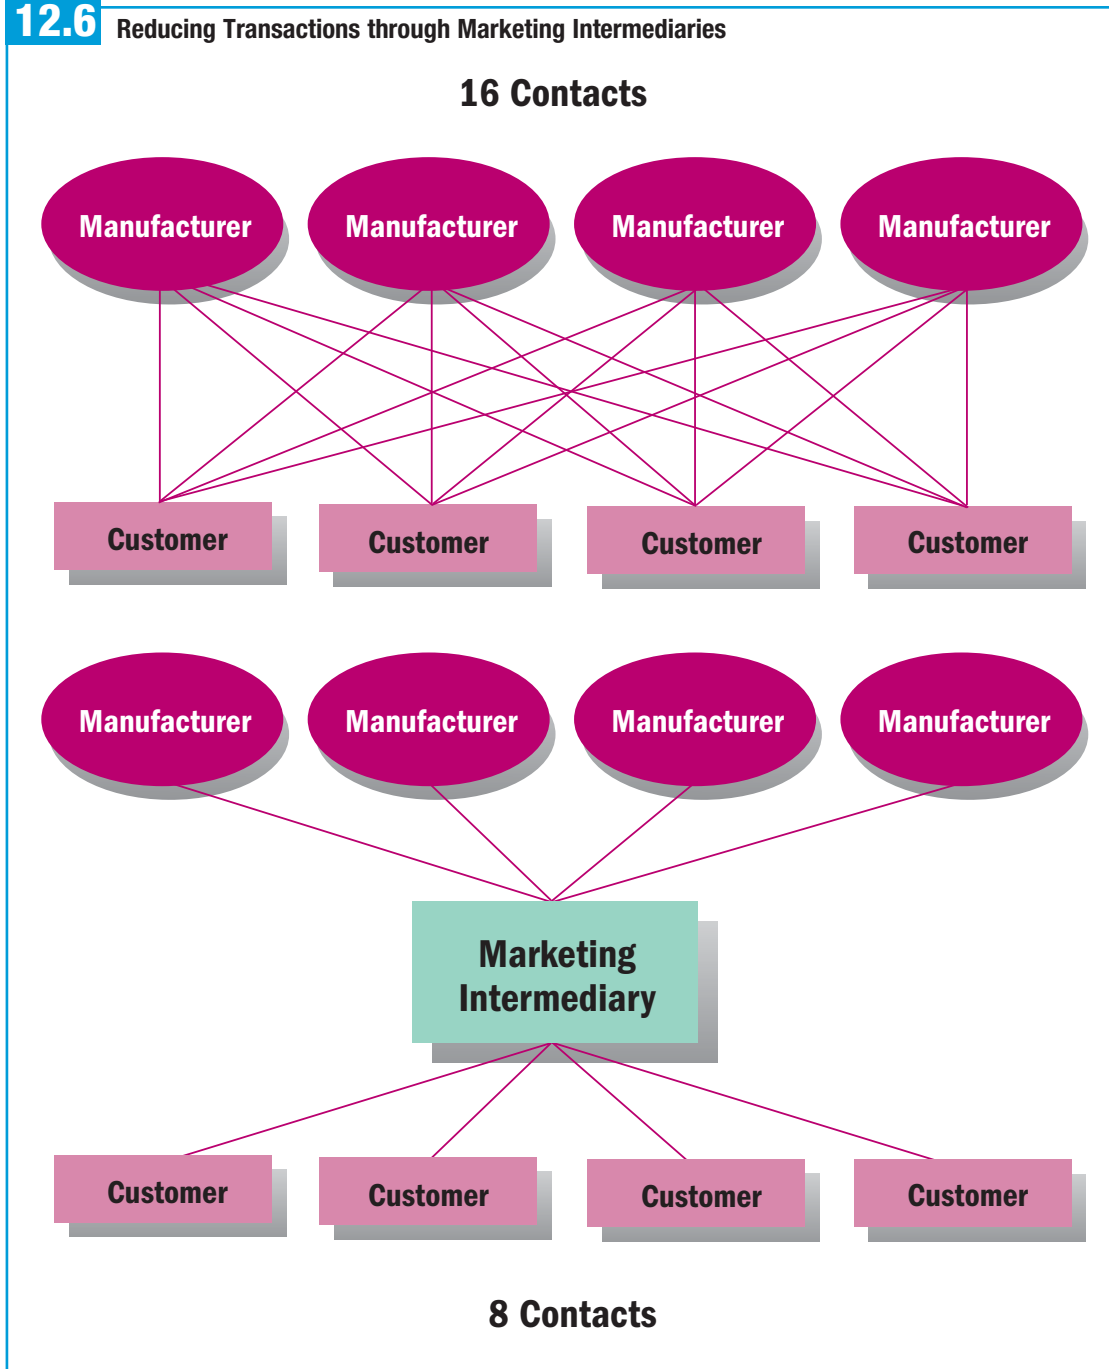 12.6 Reducing Transactions through Marketing Intermediaries
16 Contacts
Manufacturer Manufacturer Manufacturer Manufacturer
Customer Customer Customer Customer
Manufacturer Manufacturer Manufacturer Manufacturer
Marketing
Intermediary
Customer Customer Customer Customer
8 Contacts